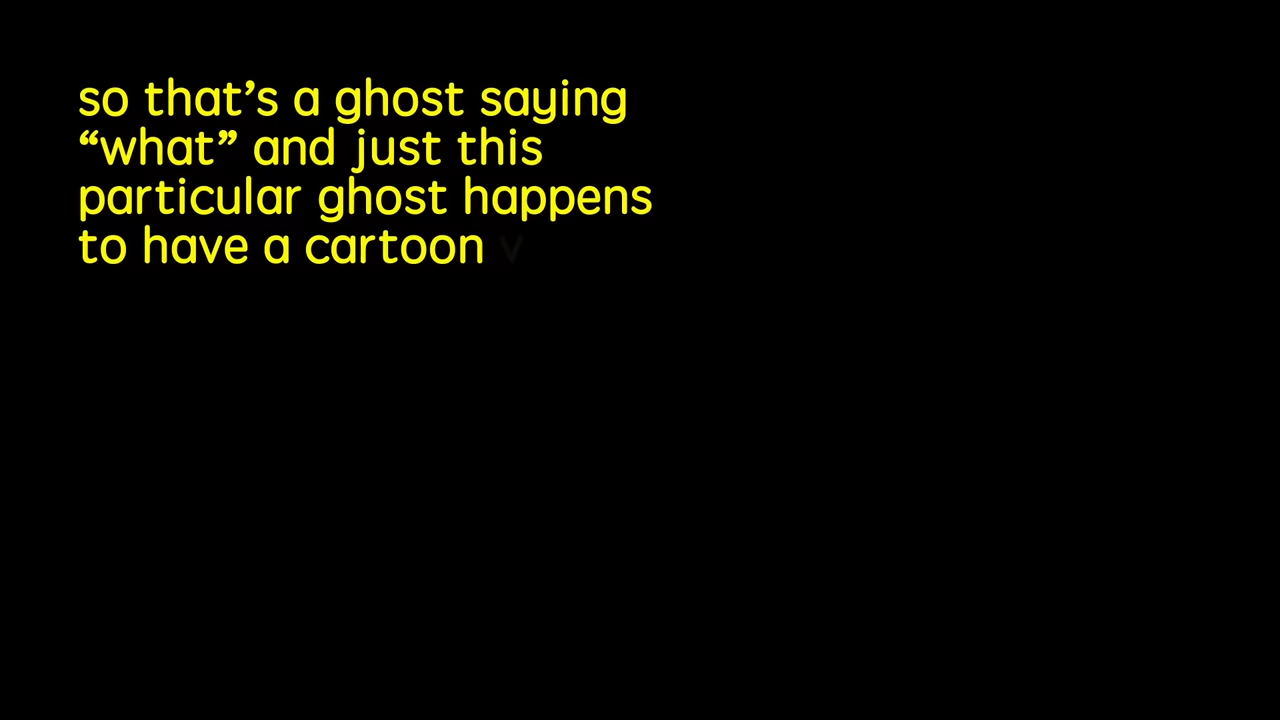 so that’s a ghost saying
“what” and just this
particular ghost happens
to have a cartoon v